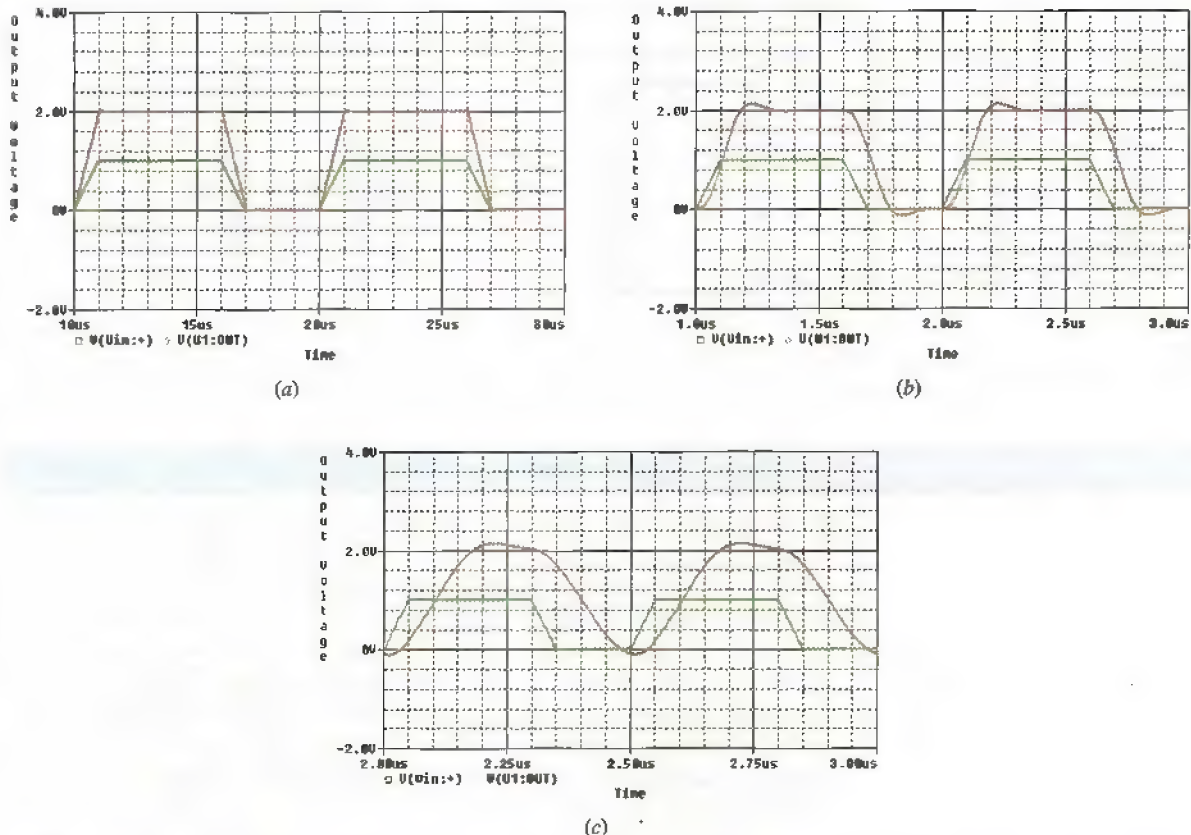 Output Voltage
4.0V
2.0V
0V
-2.0V
10us 15us 20us 25us 30us
V(Vin:+) V(U1:OUT)
Time
(a)
Output Voltage
4.0V
2.0V
0V
-2.0V
1.0us 1.5us 2.0us 2.5us 3.0us
V(Vin:+) V(U1:OUT)
Time
(b)
Output Voltage
4.0V
2.0V
0V
-2.0V
2.00us 2.25us 2.50us 2.75us 3.00us
V(Vin:+) V(U1:OUT)
Time
(c)